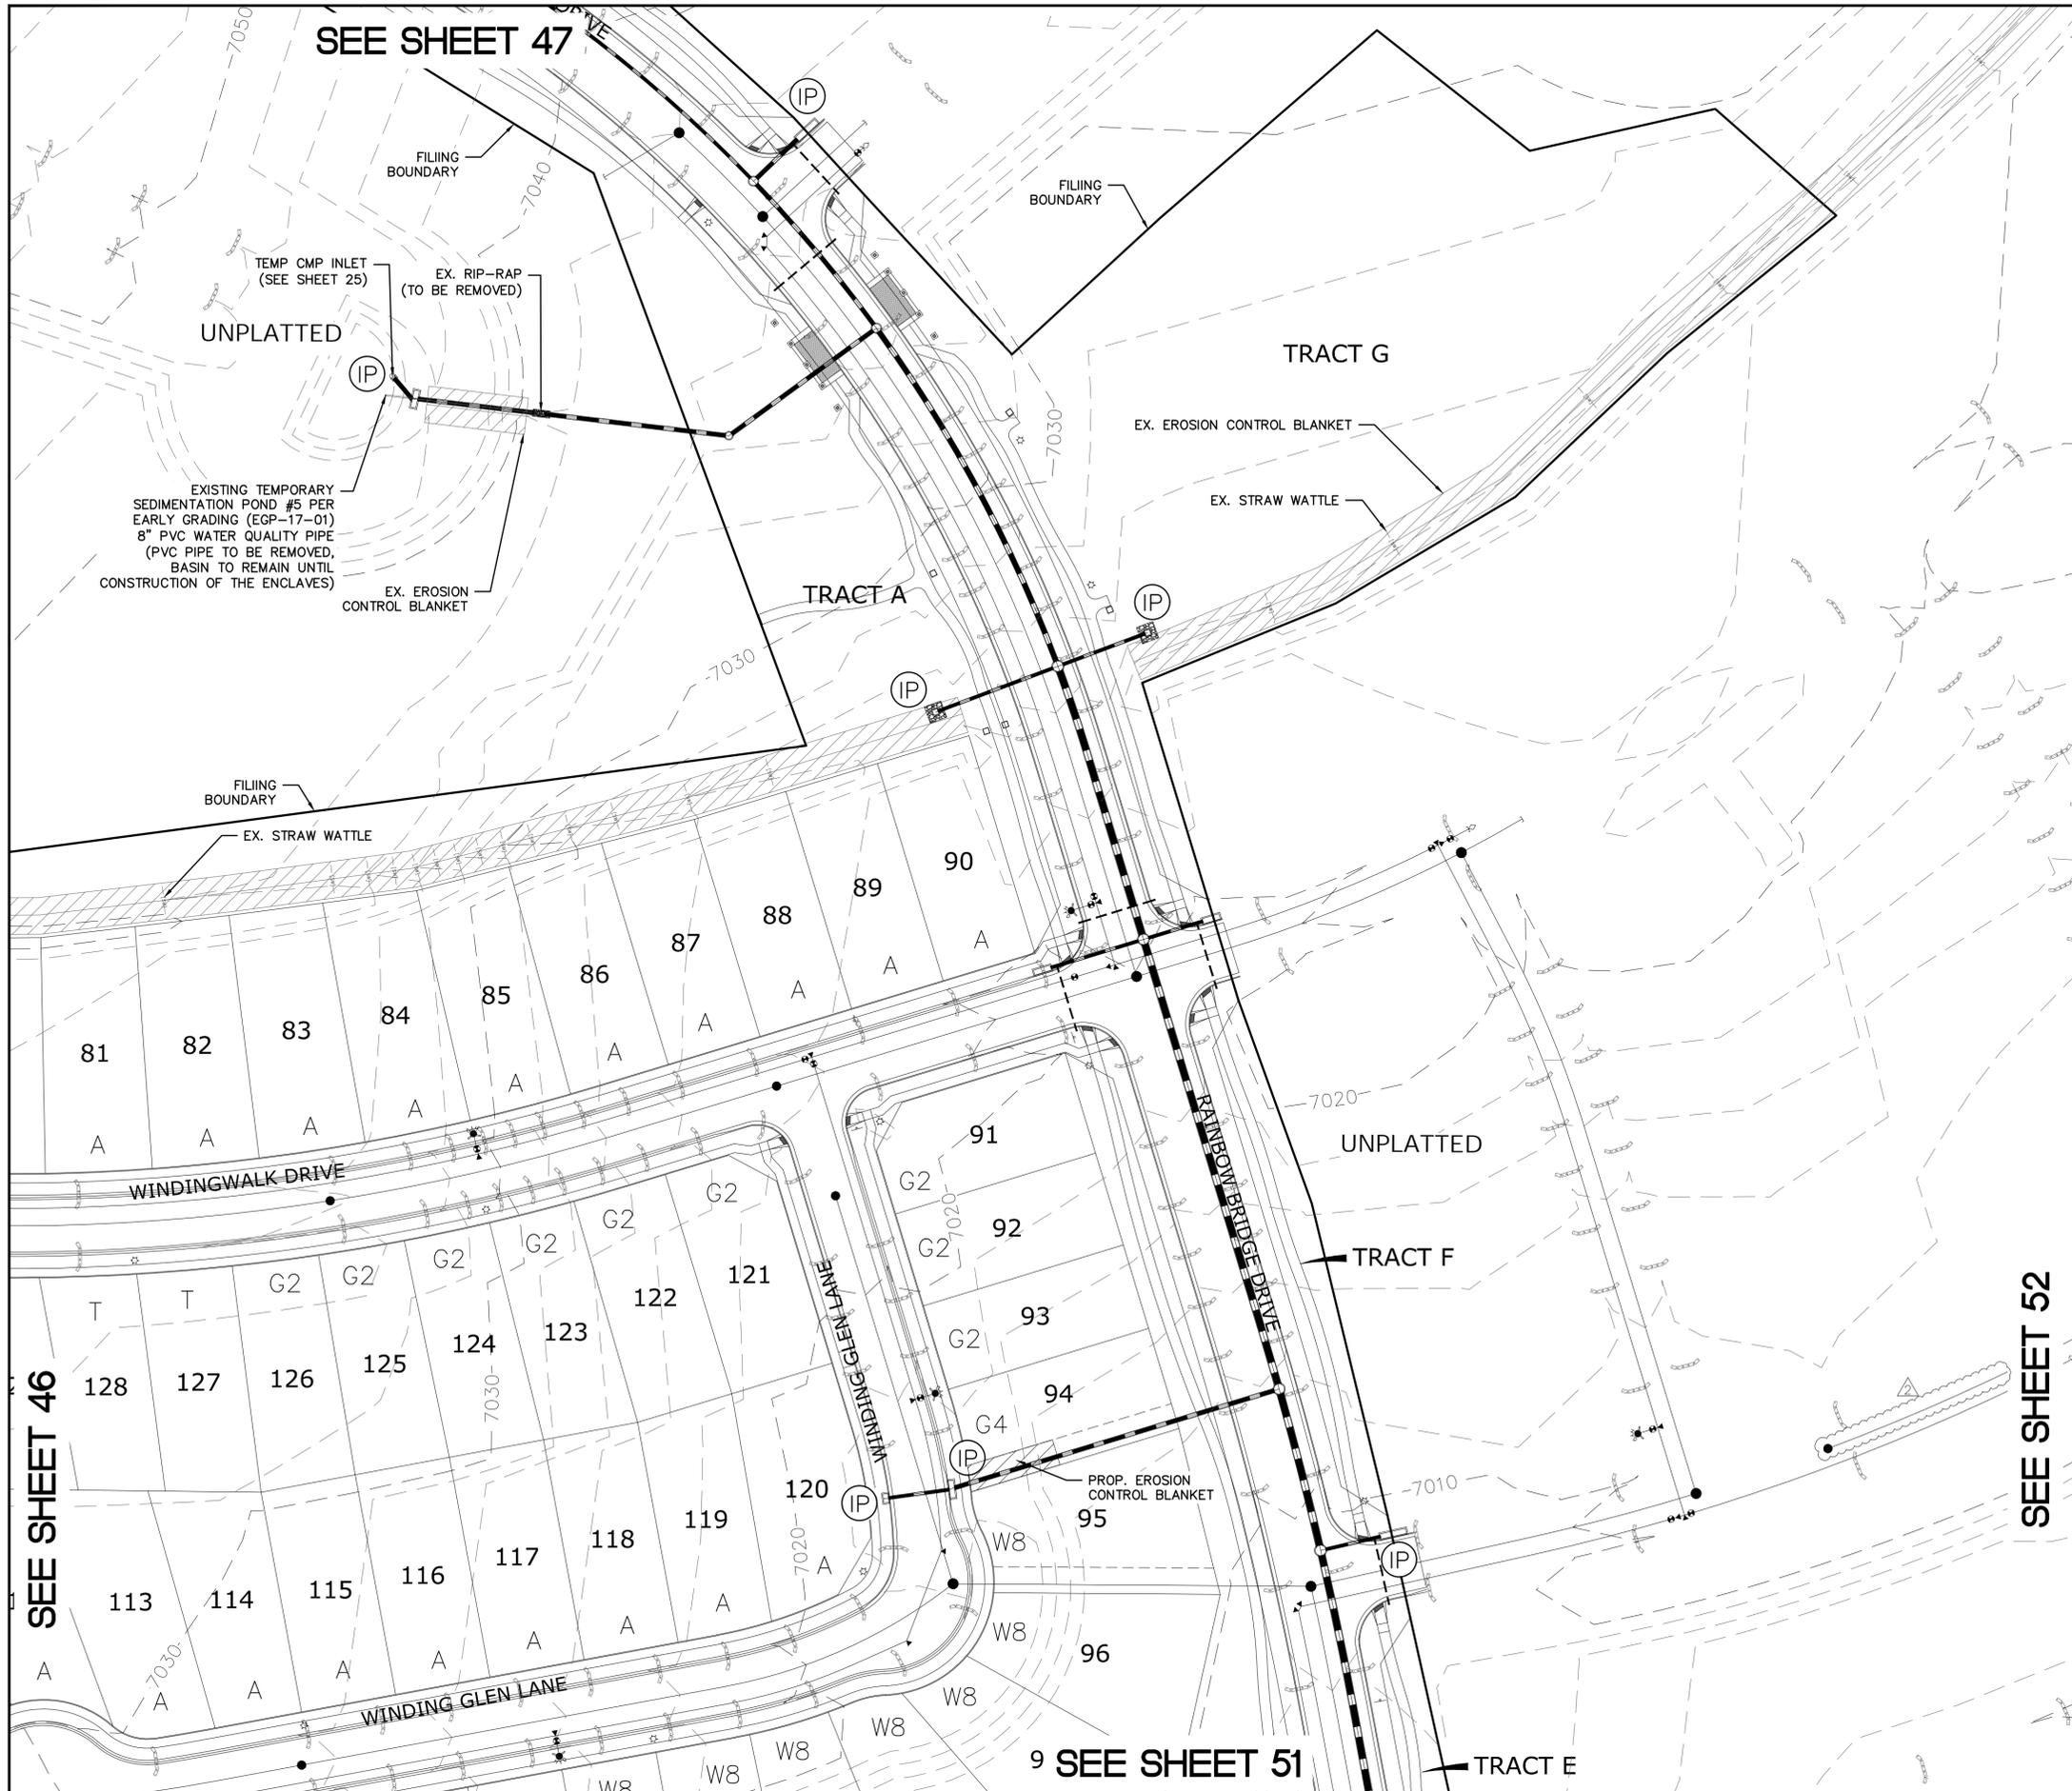 SEE SHEET 47
DRIVE
7050
IP
FILIING
BOUNDARY
7040
FILIING
BOUNDARY
TEMP CMP INLET
(SEE SHEET 25)
EX. RIP-RAP
(TO BE REMOVED)
UNPLATTED
IP
TRACT G
EX. EROSION CONTROL BLANKET
7030
EX. STRAW WATTLE
EXISTING TEMPORARY
SEDIMENTATION POND #5 PER
EARLY GRADING (EGP-17-01)
8" PVC WATER QUALITY PIPE
(PVC PIPE TO BE REMOVED,
BASIN TO REMAIN UNTIL
CONSTRUCTION OF THE ENCLAVES)
EX. EROSION
CONTROL BLANKET
TRACT A
IP
7030
IP
FILIING
BOUNDARY
EX. STRAW WATTLE
90
89
88
87
86
85
84
83
82
81
A
A
A
A
A
A
A
A
A
A
WINDINGWALK DRIVE
7020
91
UNPLATTED
RAINBOW BRIDGE DRIVE
G2
G2
G2
G2
G2
G2
T
T
G2
7020
92
G2
TRACT F
121
122
123
124
125
126
127
128
WINDING GLEN LANE
93
G2
94
G4
7030
SEE SHEET 46
SEE SHEET 52
2
IP
PROP. EROSION
CONTROL BLANKET
7010
120
IP
95
119
118
117
116
115
114
113
7020
W8
IP
A
A
A
A
A
A
A
A
A
7030
W8
96
WINDING GLEN LANE
W8
W8
W8
W8
W8
9
SEE SHEET 51
TRACT E